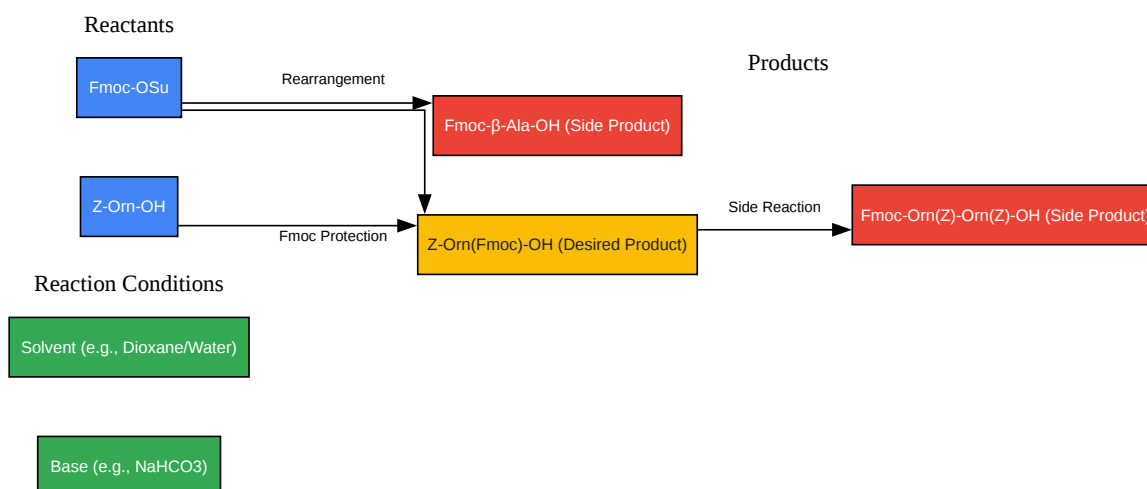 Reactants
Products
Fmoc-OSu
Rearrangement
Fmoc-β-Ala-OH (Side Product)
Z-Orn-OH
Fmoc Protection
Z-Orn(Fmoc)-OH (Desired Product)
Side Reaction
Fmoc-Orn(Z)-Orn(Z)-OH (Side Product)
Reaction Conditions
Solvent (e.g., Dioxane/Water)
Base (e.g., NaHCO3)